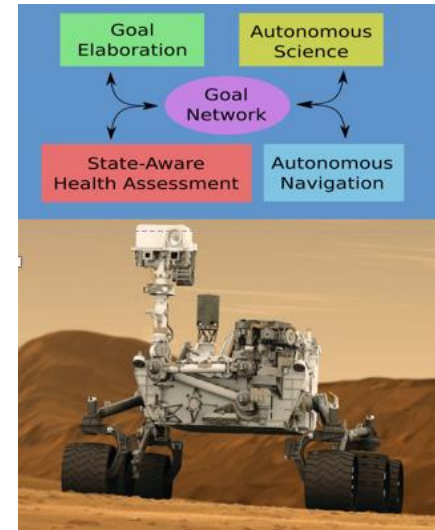 Goal
Elaboration
Autonomous
Science
Goal
Network
State-Aware
Health Assessment
Autonomous
Navigation